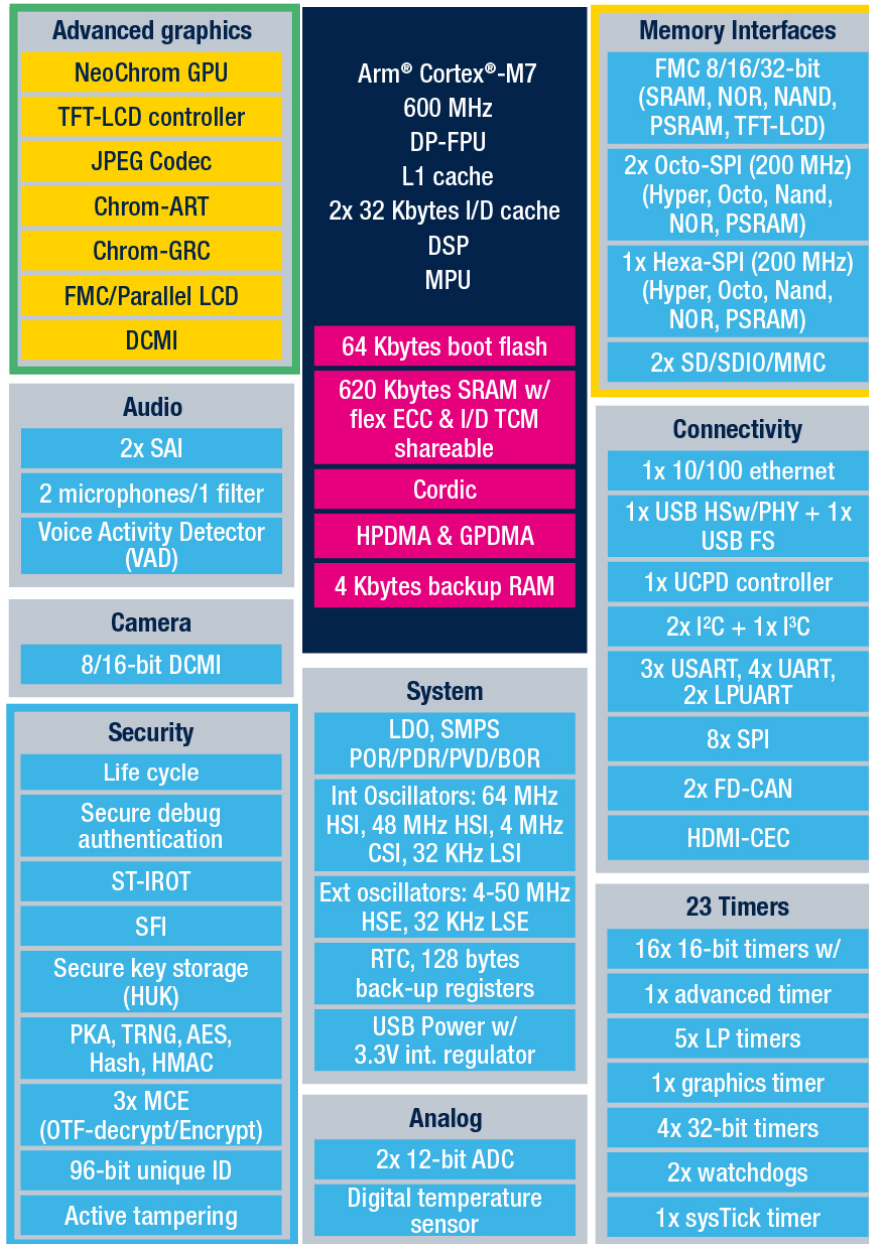 Advanced graphics
NeoChrom GPU
TFT-LCD controller
JPEG Codec
Chrom-ART
Chrom-GRC
FMC/Parallel LCD
DCMI
Audio
2x SAI
2 microphones/1 filter
Voice Activity Detector
(VAD)
Camera
8/16-bit DCMI
Security
Life cycle
Secure debug
authentication
ST-IROT
SFI
Secure key storage
(HUK)
PKA, TRNG, AES,
Hash, HMAC
3x MCE
(OTF-decrypt/Encrypt)
96-bit unique ID
Active tampering
Arm® Cortex®-M7
600 MHz
DP-FPU
L1 cache
2x 32 Kbytes I/D cache
DSP
MPU
64 Kbytes boot flash
620 Kbytes SRAM w/
flex ECC & I/D TCM
shareable
Cordic
HPDMA & GPDMA
4 Kbytes backup RAM
System
LDO, SMPS
POR/PDR/PVD/BOR
Int Oscillators: 64 MHz
HSI, 48 MHz HSI, 4 MHz
CSI, 32 KHz LSI
Ext oscillators: 4-50 MHz
HSE, 32 KHz LSE
RTC, 128 bytes
back-up registers
USB Power w/
3.3V int. regulator
Analog
2x 12-bit ADC
Digital temperature
sensor
Memory Interfaces
FMC 8/16/32-bit
(SRAM, NOR, NAND,
PSRAM, TFT-LCD)
2x Octo-SPI (200 MHz)
(Hyper, Octo, Nand,
NOR, PSRAM)
1x Hexa-SPI (200 MHz)
(Hyper, Octo, Nand,
NOR, PSRAM)
2x SD/SDIO/MMC
Connectivity
1x 10/100 ethernet
1x USB HSw/PHY + 1x
USB FS
1x UCPD controller
2x I²C + 1x I³C
3x USART, 4x UART,
2x LPUART
8x SPI
2x FD-CAN
HDMI-CEC
23 Timers
16x 16-bit timers w/
1x advanced timer
5x LP timers
1x graphics timer
4x 32-bit timers
2x watchdogs
1x sysTick timer